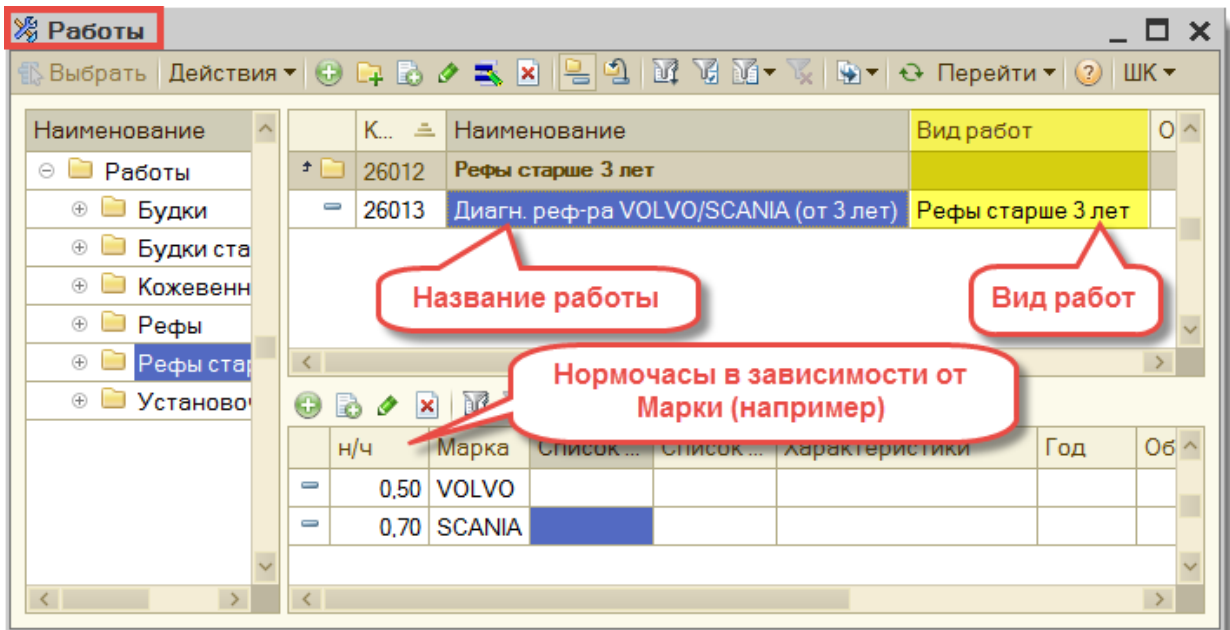 Работы
Выбрать Действия Перейти ? ШК
Наименование
Работы
Будки
Будки ста
Кожевенн
Рефы
Рефы стар
Установо
К... Наименование Вид работ О
26012 Рефы старше 3 лет
26013 Диагн. реф-ра VOLVO/SCANIA (от 3 лет) Рефы старше 3 лет
Название работы
Вид работ
Нормочасы в зависимости от
Марки (например)
н/ч Марка Список ... Список ... Характеристики Год Об
0,50 VOLVO
0,70 SCANIA